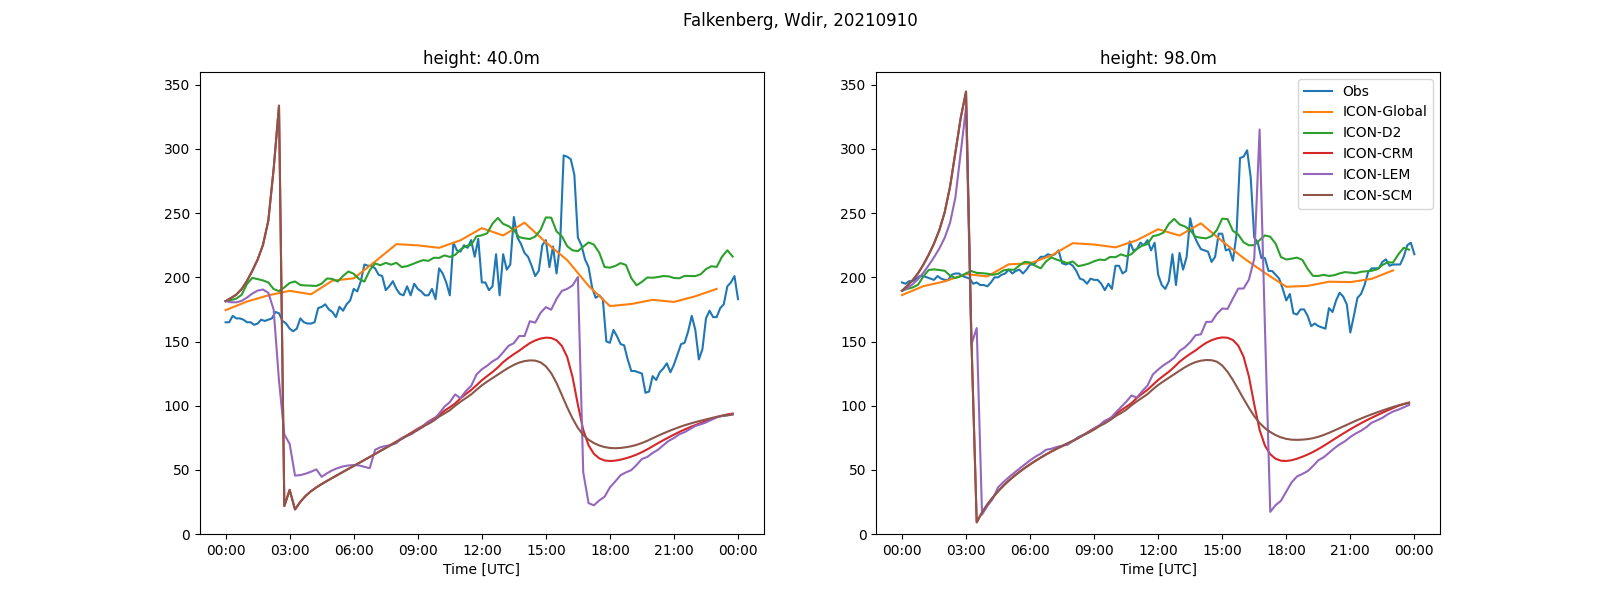 Falkenberg, Wdir, 20210910
height: 40.0m
350
300
250
200
150
100
50
0
00:00 03:00 06:00 09:00 12:00 15:00 18:00 21:00 00:00
Time [UTC]
height: 98.0m
350
300
250
200
150
100
50
0
00:00 03:00 06:00 09:00 12:00 15:00 18:00 21:00 00:00
Time [UTC]
Obs
ICON-Global
ICON-D2
ICON-CRM
ICON-LEM
ICON-SCM